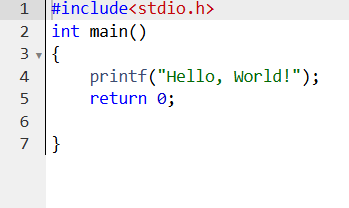 1 #include<stdio.h>
2 int main()
3 {
4     printf("Hello, World!");
5     return 0;
6
7 }